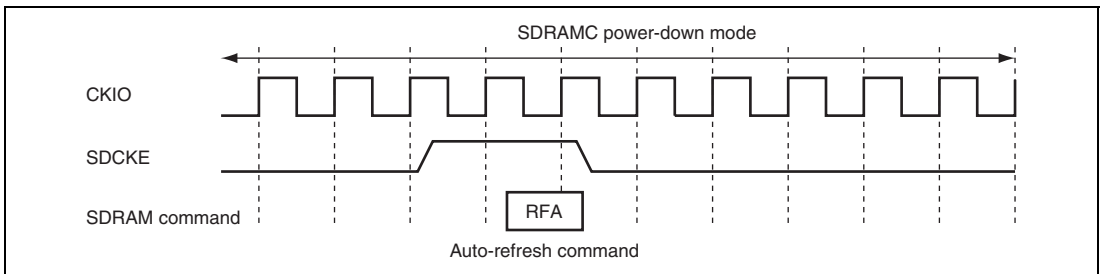 SDRAMC power-down mode
CKIO
SDCKE
SDRAM command
RFA
Auto-refresh command